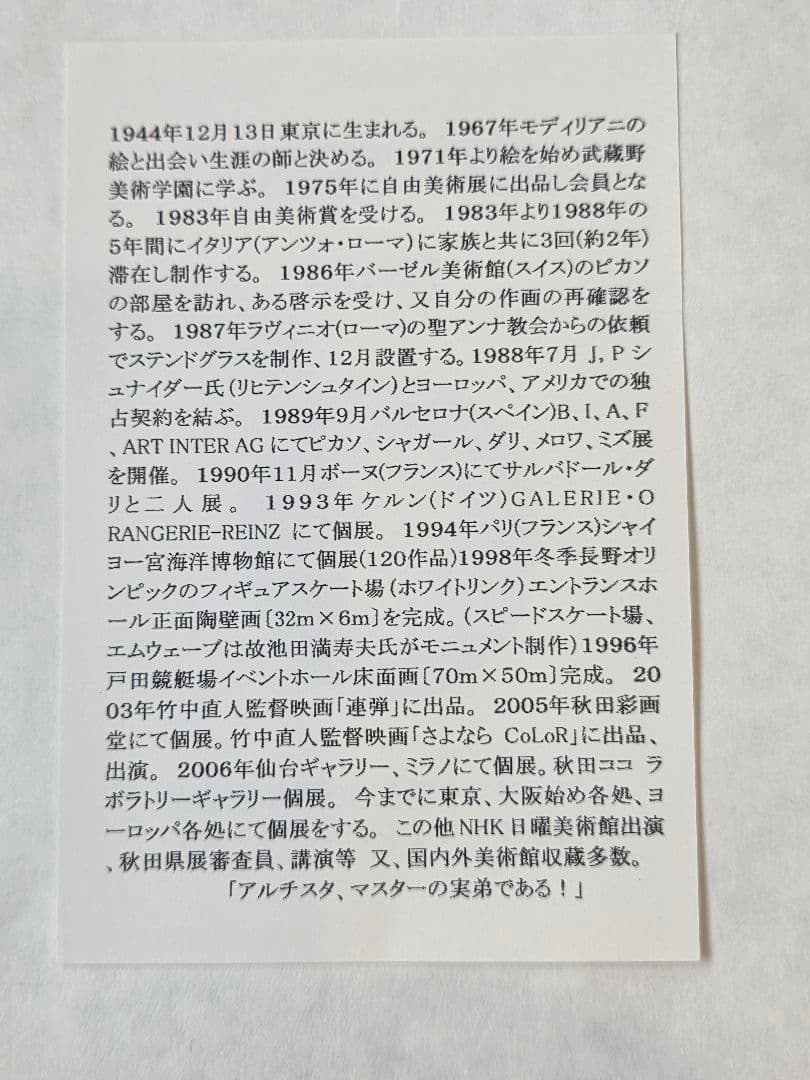 1944年12月13日東京に生まれる。 1967年モディリアニの
絵と出会い生涯の師と決める。 1971年より絵を始め武蔵野
美術学園に学ぶ。 1975年に自由美術展に出品し会員とな
る。 1983年自由美術賞を受ける。 1983年より1988年の
5年間にイタリア(アンツォ・ローマ)に家族と共に3回(約2年)
滞在し制作する。 1986年バーゼル美術館(スイス)のピカソ
の部屋を訪れ、ある啓示を受け、又自分の作画の再確認を
する。 1987年ラヴィニオ(ローマ)の聖アンナ教会からの依頼
でステンドグラスを制作、12月設置する。1988年7月 J, P シ
ュナイダー氏(リヒテンシュタイン)とヨーロッパ、アメリカでの独
占契約を結ぶ。 1989年9月バルセロナ(スペイン)B、I、A、F
、ART INTER AG にてピカソ、シャガール、ダリ、メロワ、ミズ展
を開催。 1990年11月ボーヌ(フランス)にてサルバドール・ダ
リと二人展。 1993年ケルン(ドイツ)GALERIE・O
RANGERIE-REINZ にて個展。 1994年パリ(フランス)シャイ
ヨー宮海洋博物館にて個展(120作品)1998年冬季長野オリ
ンピックのフィギュアスケート場(ホワイトリンク)エントランスホ
ール正面陶壁画〔32m×6m〕を完成。(スピードスケート場、
エムウェーブは故池田満寿夫氏がモニュメント制作)1996年
戸田競艇場イベントホール床面画〔70m×50m〕完成。 20
03年竹中直人監督映画「連弾」に出品。 2005年秋田彩画
堂にて個展。竹中直人監督映画「さよなら CoLoR」に出品、
出演。 2006年仙台ギャラリー、ミラノにて個展。秋田ココ ラ
ボラトリーギャラリー個展。 今までに東京、大阪始め各処、ヨ
ーロッパ各処にて個展をする。 この他NHK日曜美術館出演
、秋田県展審査員、講演等 又、国内外美術館収蔵多数。
「アルチスタ、マスターの実弟である!」